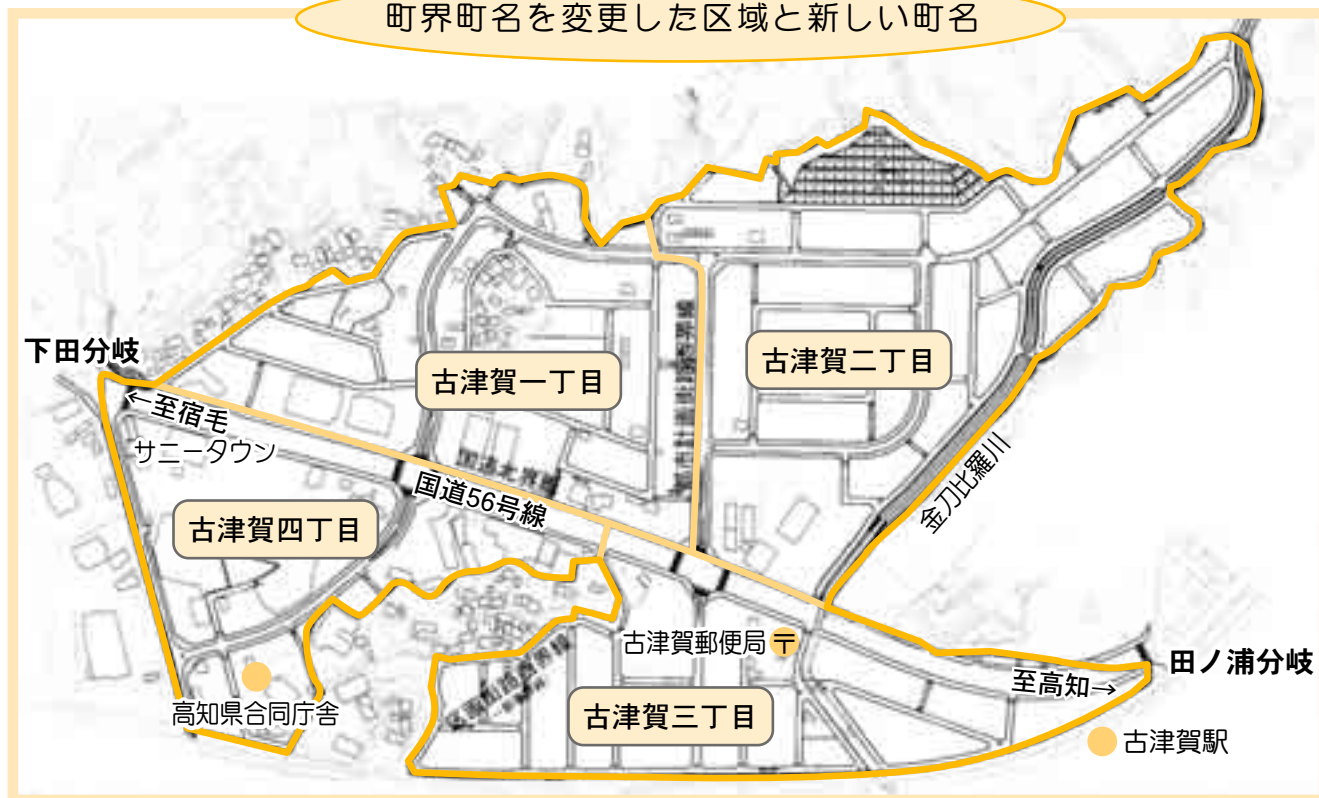 町界町名を変更した区域と新しい町名
下田分岐
←至宿毛
サニータウン
古津賀一丁目
古津賀二丁目
国道56号線
古津賀四丁目
金刀比羅川
古津賀郵便局 〒
田ノ浦分岐
至高知→
高知県合同庁舎
古津賀三丁目
古津賀駅